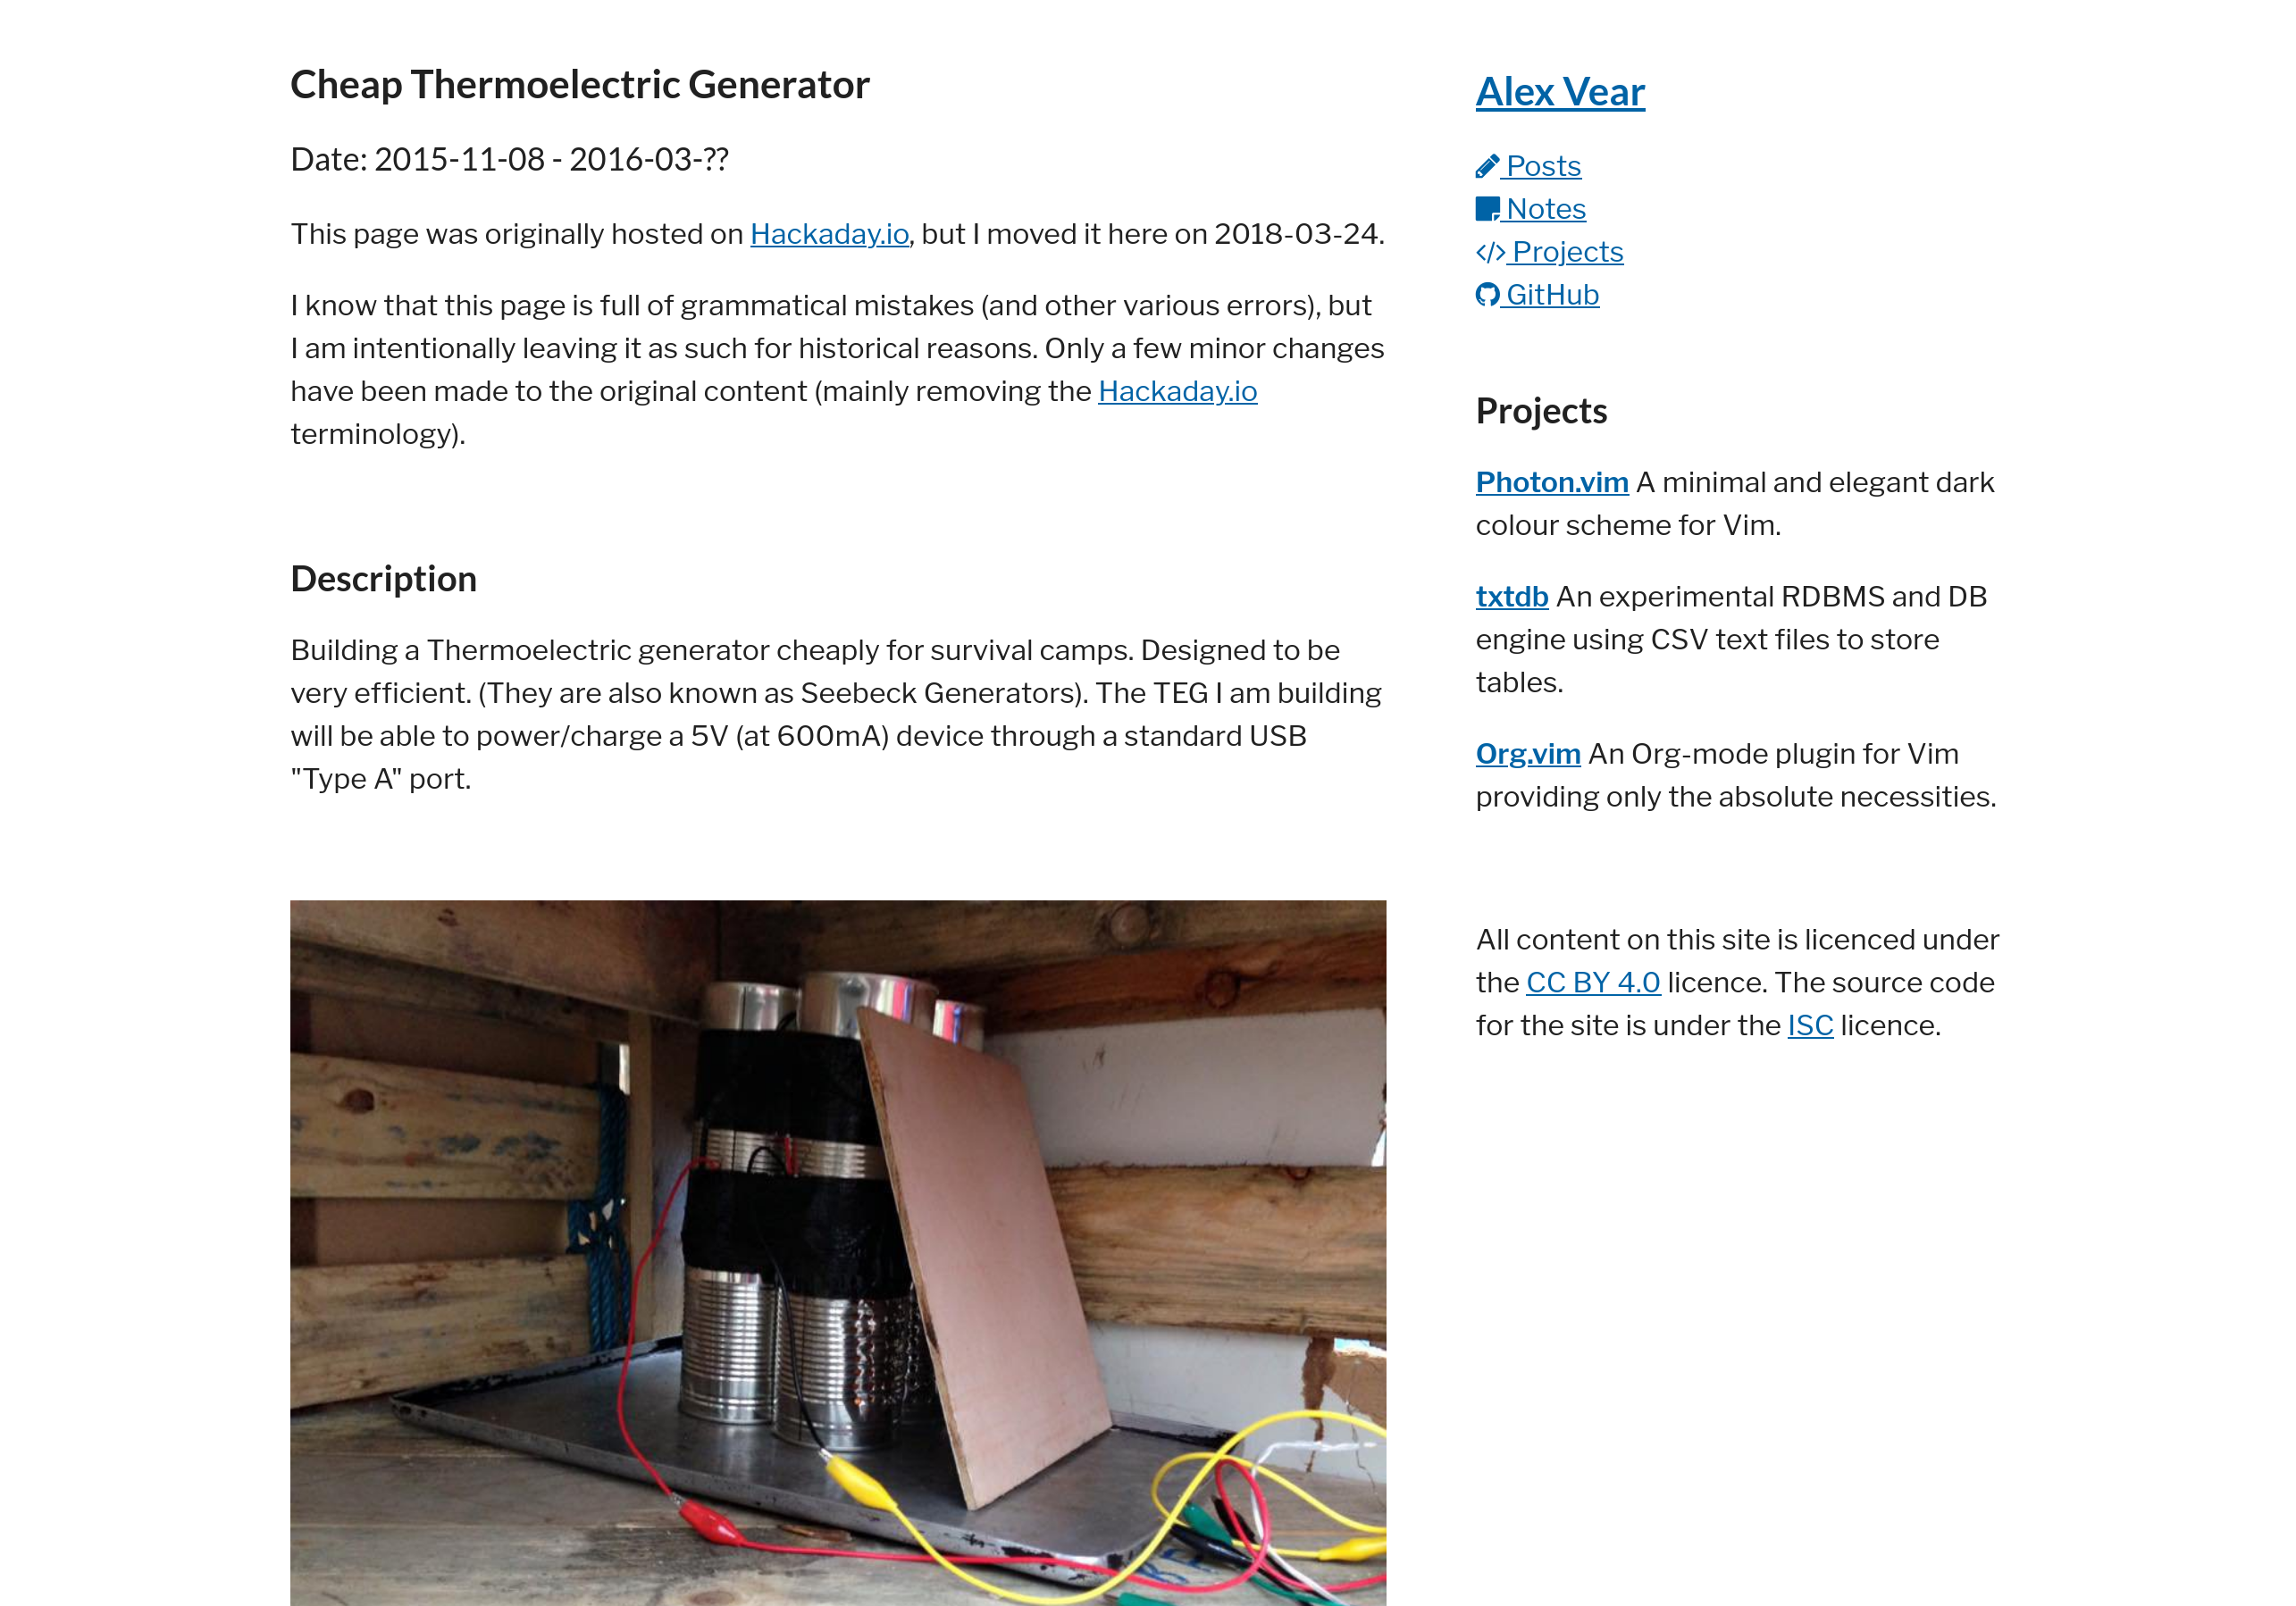 Cheap Thermoelectric Generator
Date: 2015-11-08 - 2016-03-??
This page was originally hosted on Hackaday.io, but I moved it here on 2018-03-24.
I know that this page is full of grammatical mistakes (and other various errors), but
I am intentionally leaving it as such for historical reasons. Only a few minor changes
have been made to the original content (mainly removing the Hackaday.io
terminology).
Description
Building a Thermoelectric generator cheaply for survival camps. Designed to be
very efficient. (They are also known as Seebeck Generators). The TEG I am building
will be able to power/charge a 5V (at 600mA) device through a standard USB
"Type A" port.
Alex Vear
Posts
Notes
Projects
GitHub
Projects
Photon.vim A minimal and elegant dark
colour scheme for Vim.
txtdb An experimental RDBMS and DB
engine using CSV text files to store
tables.
Org.vim An Org-mode plugin for Vim
providing only the absolute necessities.
All content on this site is licenced under
the CC BY 4.0 licence. The source code
for the site is under the ISC licence.